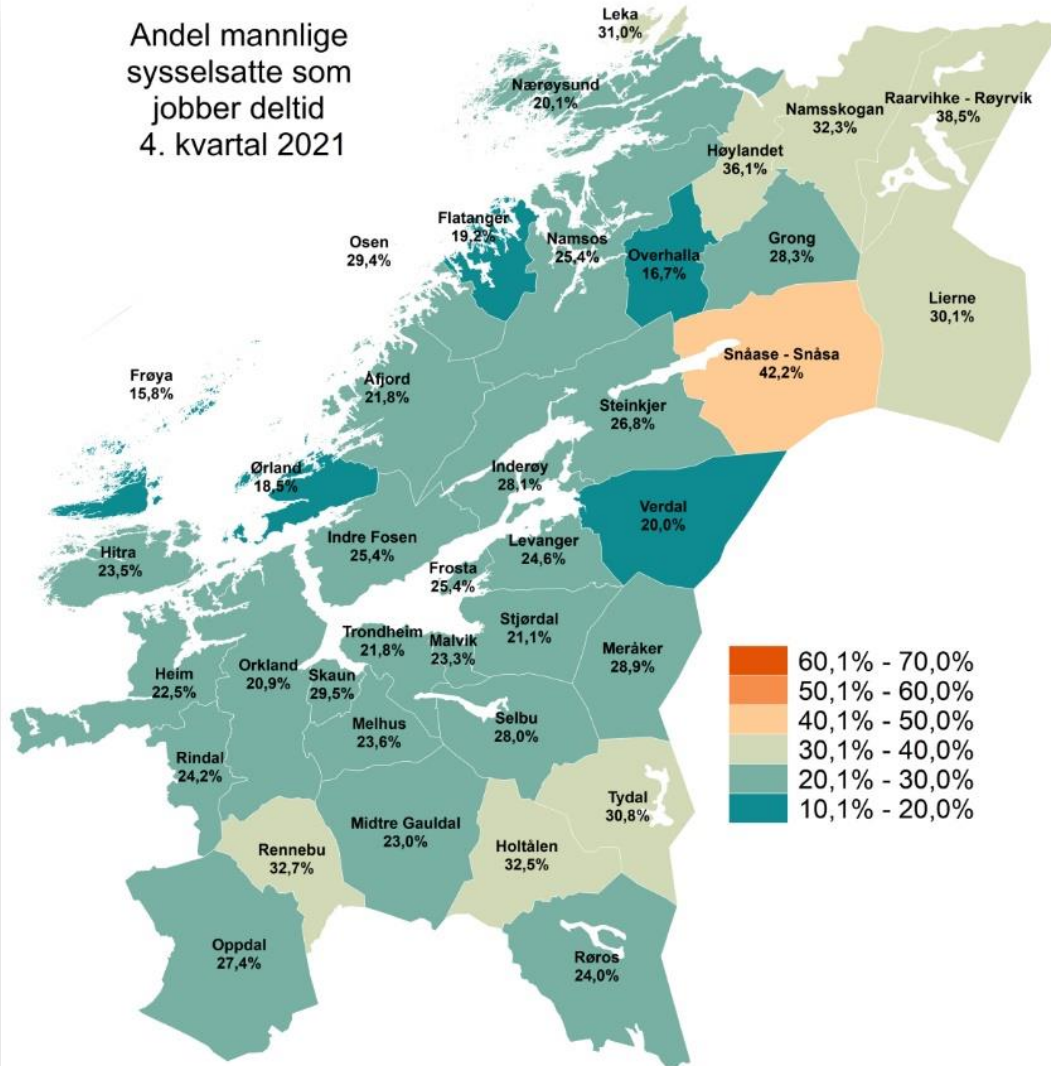 Andel mannlige
sysselsatte som
jobber deltid
4. kvartal 2021
Leka
31,0%
Nærøysund
20,1%
Namsskogan
32,3%
Raarvihke - Røyrvik
38,5%
Høylandet
36,1%
Flatanger
19,2%
Osen
29,4%
Namsos
25,4%
Overhalla
16,7%
Grong
28,3%
Lierne
30,1%
Snåase - Snåsa
42,2%
Frøya
15,8%
Åfjord
21,8%
Steinkjer
26,8%
Ørland
18,5%
Inderøy
28,1%
Verdal
20,0%
Hitra
23,5%
Indre Fosen
25,4%
Levanger
24,6%
Frosta
25,4%
Stjørdal
21,1%
Trondheim
21,8%
Malvik
23,3%
Meråker
28,9%
Heim
22,5%
Orkland
20,9%
Skaun
29,5%
Melhus
23,6%
Selbu
28,0%
Rindal
24,2%
Tydal
30,8%
Midtre Gauldal
23,0%
Rennebu
32,7%
Holtålen
32,5%
Oppdal
27,4%
Røros
24,0%
60,1% - 70,0%
50,1% - 60,0%
40,1% - 50,0%
30,1% - 40,0%
20,1% - 30,0%
10,1% - 20,0%